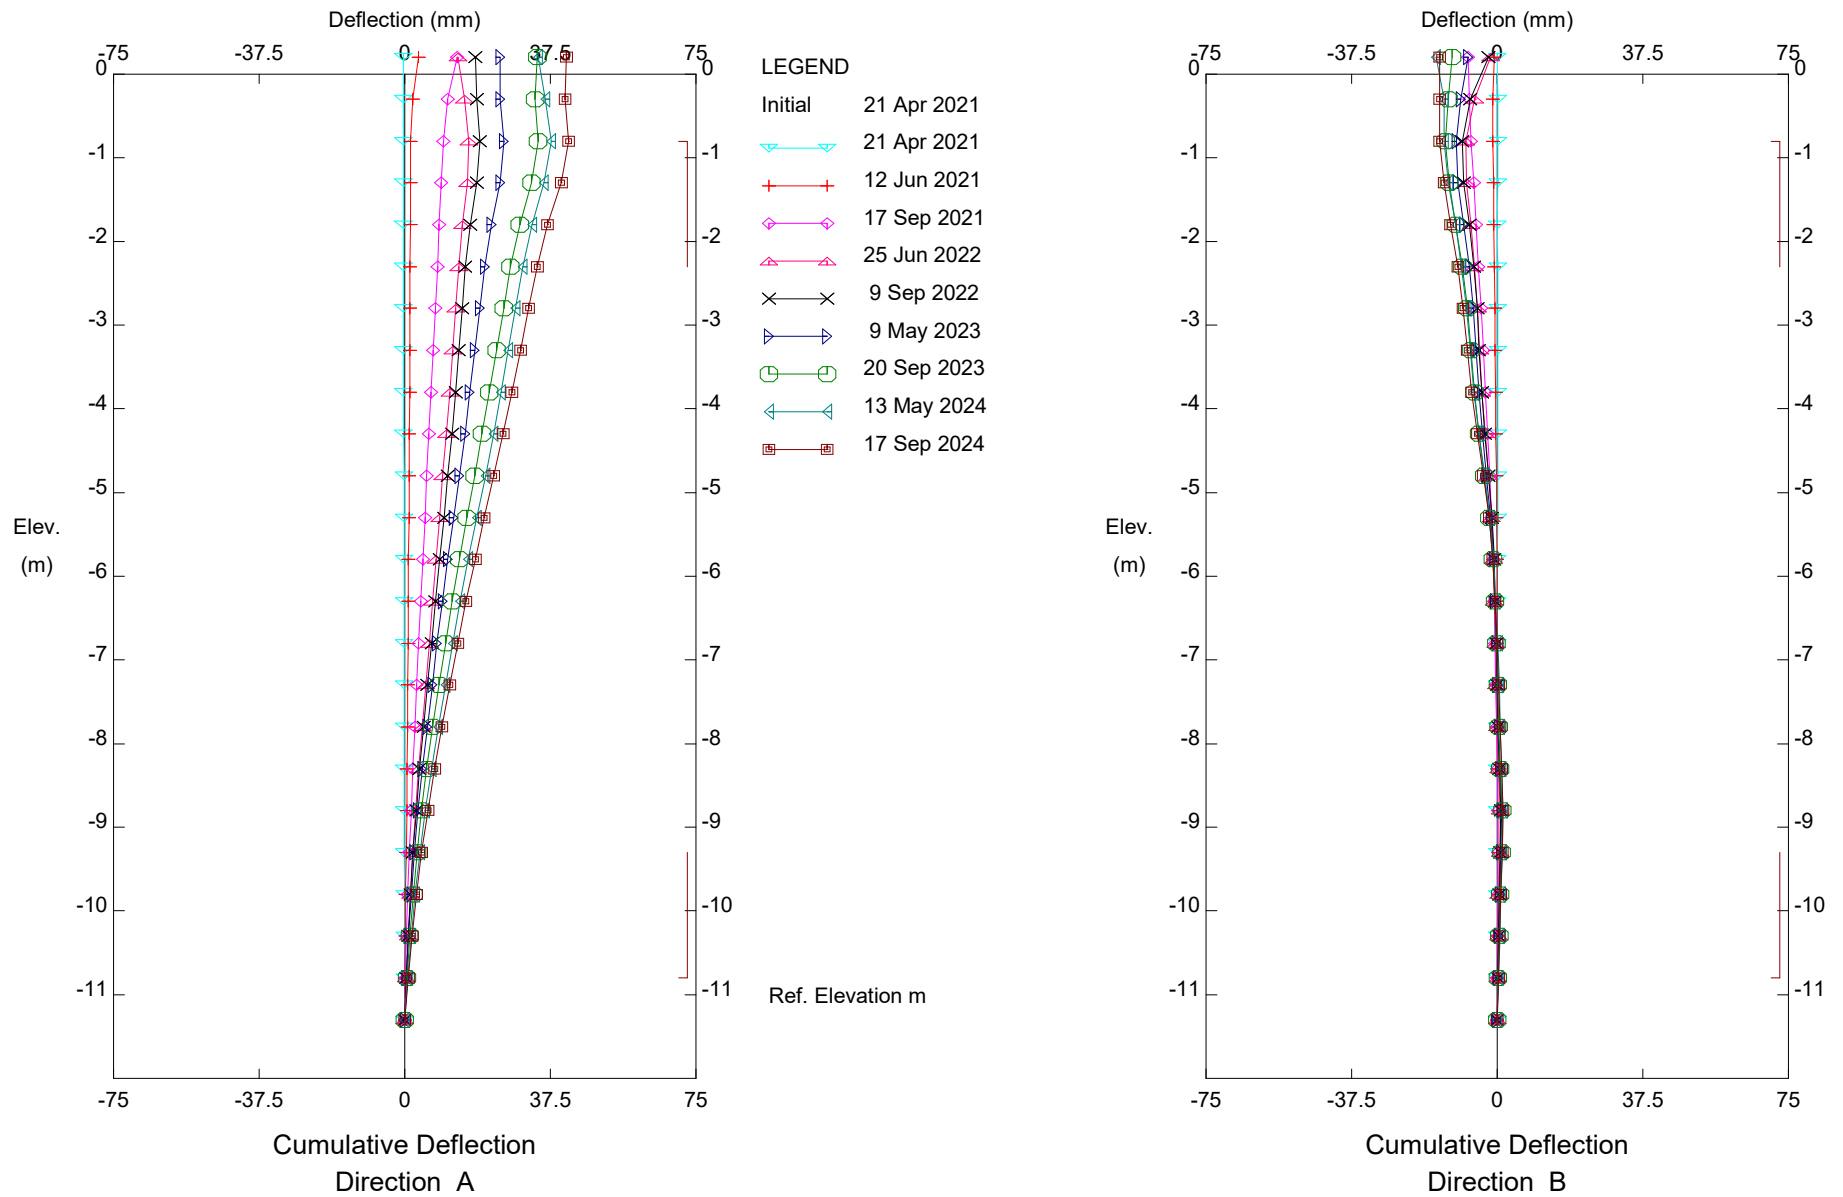 Deflection (mm)
-75 -37.5 0 37.5 75
0 0
-1 -1
-2 -2
-3 -3
-4 -4
-5 -5
Elev.
(m)
-6 -6
-7 -7
-8 -8
-9 -9
-10 -10
-11 -11
-75 -37.5 0 37.5 75
Cumulative Deflection
Direction A
LEGEND
Initial 21 Apr 2021
21 Apr 2021
12 Jun 2021
17 Sep 2021
25 Jun 2022
9 Sep 2022
9 May 2023
20 Sep 2023
13 May 2024
17 Sep 2024
Ref. Elevation m
Deflection (mm)
-75 -37.5 0 37.5 75
0 0
-1 -1
-2 -2
-3 -3
-4 -4
-5 -5
Elev.
(m)
-6 -6
-7 -7
-8 -8
-9 -9
-10 -10
-11 -11
-75 -37.5 0 37.5 75
Cumulative Deflection
Direction B